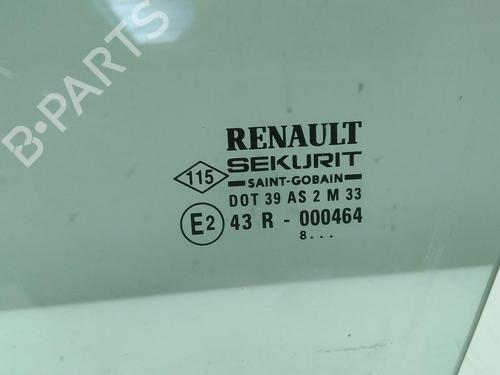 B-PARTS
RENAULT
SEKURIT
115
SAINT-GOBAIN
DOT 39 AS 2 M 33
E2 43 R - 000464
8...